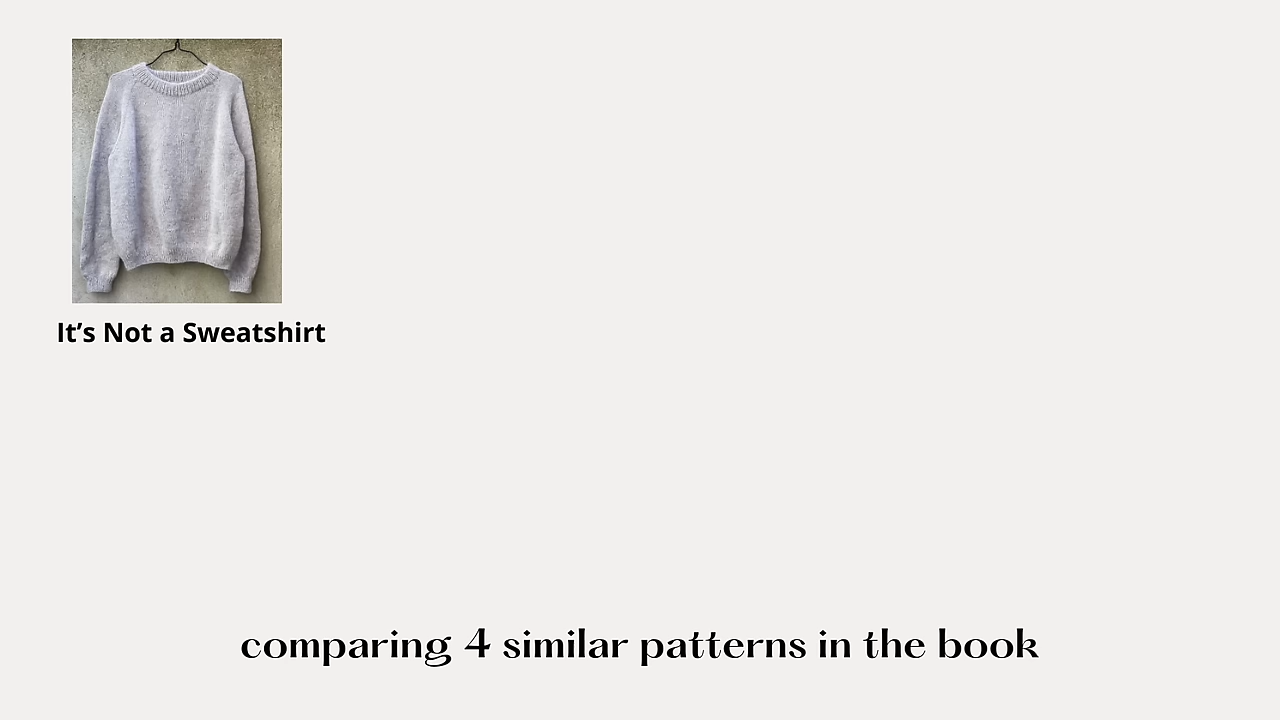 It’s Not a Sweatshirt
comparing 4 similar patterns in the book